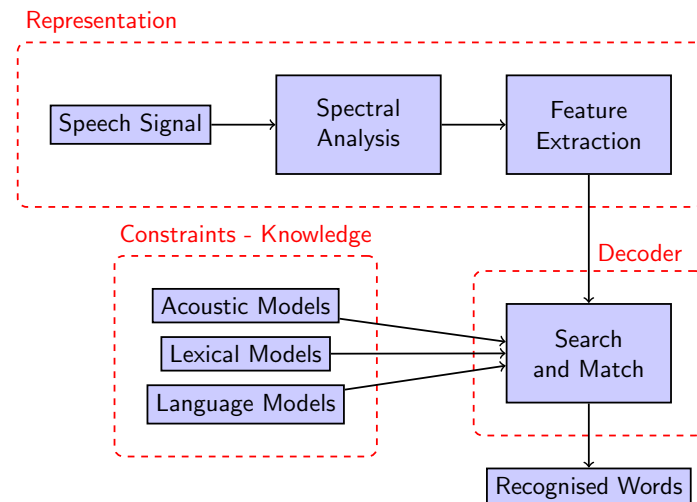 Representation
Speech Signal
Spectral
Analysis
Feature
Extraction
Constraints - Knowledge
Decoder
Acoustic Models
Lexical Models
Language Models
Search
and Match
Recognised Words